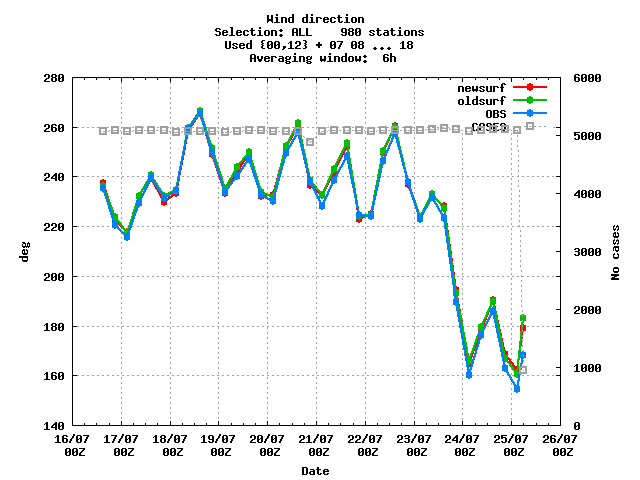 Wind direction
Selection: ALL    980 stations
Used {00,12} + 07 08 ... 18
Averaging window:  6h
280 6000
newsurf
oldsurf
OBS
CASES
260 5000
240 4000
220 3000
deg No cases
200 2000
180 1000
160
140 0
16/07 17/07 18/07 19/07 20/07 21/07 22/07 23/07 24/07 25/07 26/07
00Z 00Z 00Z 00Z 00Z 00Z 00Z 00Z 00Z 00Z 00Z
Date